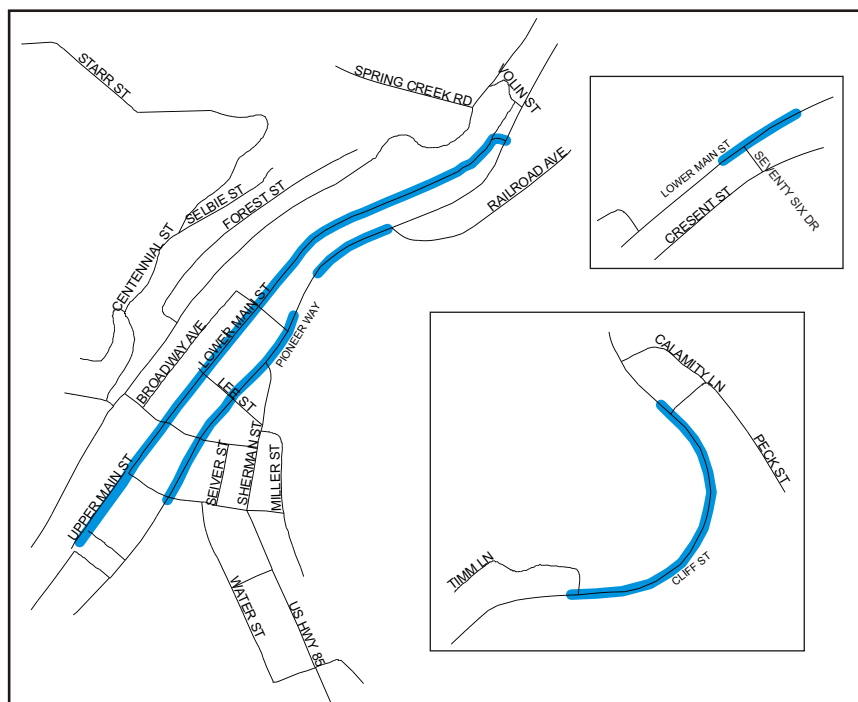 STARR ST
SPRING CREEK RD
VOLIN ST
RAILROAD AVE
SELBIE ST
FOREST ST
CENTENNIAL ST
BROADWAY AVE
LOWER MAIN ST
PIONEER WAY
LEE ST
UPPER MAIN ST
SEIVER ST
SHERMAN ST
MILLER ST
WATER ST
US HWY 85
LOWER MAIN ST
SEVENTY SIX DR
CRESENT ST
CALAMITY LN
PECK ST
TIMM LN
CLIFF ST